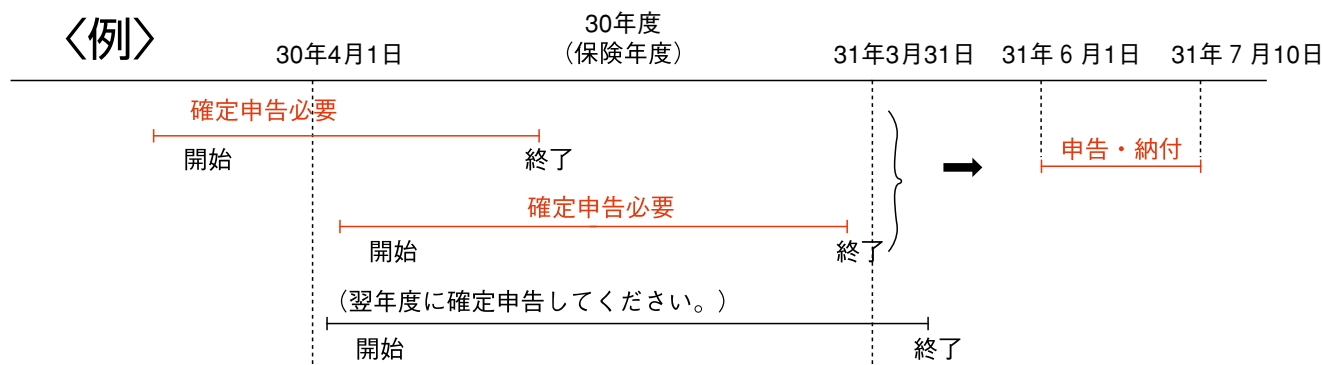 〈例〉
30年度
（保険年度）
30年4月1日
31年3月31日
31年 6 月1日
31年 7 月10日
確定申告必要
開始
終了
申告・納付
確定申告必要
開始
終了
（翌年度に確定申告してください。）
開始
終了